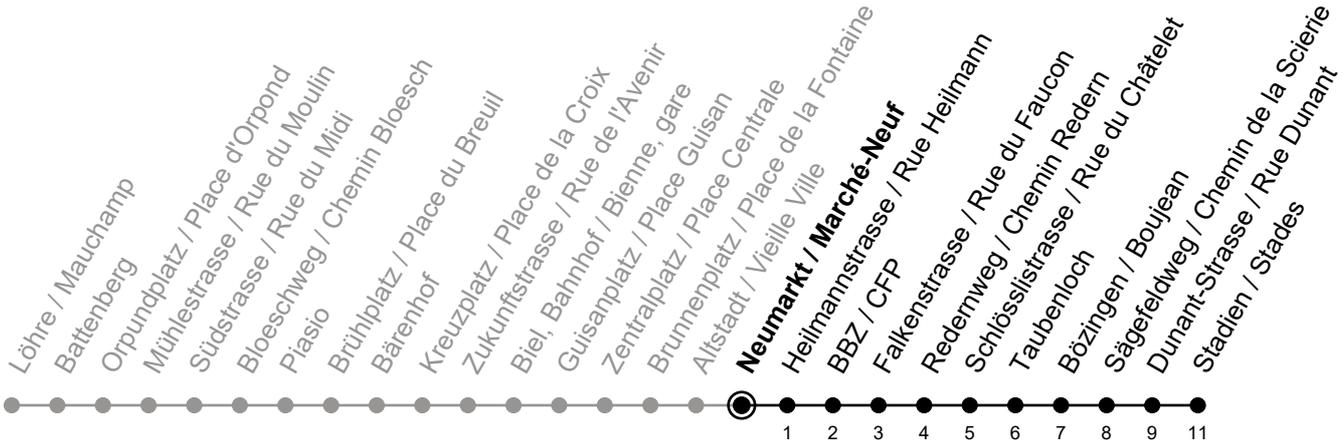 Löhre / Mauchamp
Battenberg
Orpundplatz / Place d'Orpond
Mühlestrasse / Rue du Moulin
Südstrasse / Rue du Midi
Bloeschweg / Chemin Bloesch
Piasio
Brühlplatz / Place du Breuil
Bärenhof
Kreuzplatz / Place de la Croix
Zukunftstrasse / Rue de l'Avenir
Biel, Bahnhof / Bienne, gare
Guisanplatz / Place Guisan
Zentralplatz / Place Centrale
Brunnenplatz / Place de la Fontaine
Altstadt / Vieille Ville
Neumarkt / Marché-Neuf
Heilmannstrasse / Rue Heilmann
BBZ / CFP
Falkenstrasse / Rue du Faucon
Redernweg / Chemin Redern
Schlösslistrasse / Rue du Châtelet
Taubenloch
Bözingen / Boujean
Sägefeldweg / Chemin de la Scierie
Dunant-Strasse / Rue Dunant
Stadien / Stades
1 2 3 4 5 6 7 8 9 11